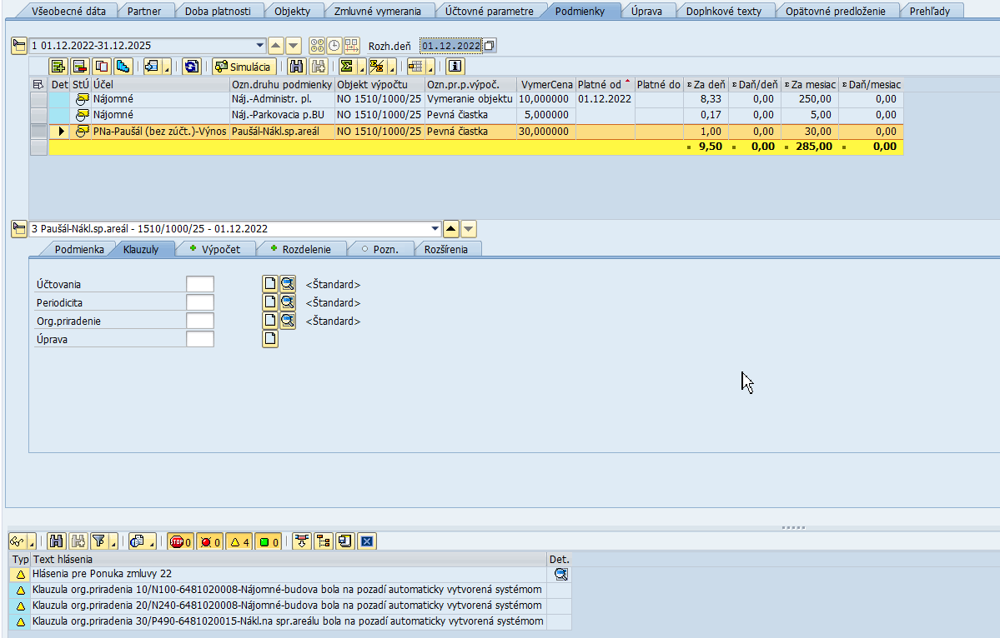 Všeobecné dáta Partner Doba platnosti Objekty Zmluvné vymerania Účtovné parametre Podmienky Úprava Doplnkové texty Opätovné predloženie Prehľady
1 01.12.2022-31.12.2025 Rozh.deň 01.12.2022
Simulácia
Det StÚ Účel Ozn.druhu podmienky Objekt výpočtu Ozn.pr.p.výpoč. VymerCena Platné od Platné do Za deň Daň/deň Za mesiac Daň/mesiac
Nájomné Náj.-Administr. pl. NO 1510/1000/25 Vymeranie objektu 10,000000 01.12.2022 8,33 0,00 250,00 0,00
Nájomné Náj.-Parkovacia p.BU NO 1510/1000/25 Pevná čiastka 5,000000 0,17 0,00 5,00 0,00
PNa-Paušál (bez zúčt.)-Výnos Paušál-Nákl.sp.areál NO 1510/1000/25 Pevná čiastka 30,000000 1,00 0,00 30,00 0,00
9,50 0,00 285,00 0,00
3 Paušál-Nákl.sp.areál - 1510/1000/25 - 01.12.2022
Podmienka Klauzuly Výpočet Rozdelenie Pozn. Rozšírenia
Účtovania <Štandard>
Periodicita <Štandard>
Org.priradenie <Štandard>
Úprava
STOP 0 0 4 0
Typ Text hlásenia Det.
Hlásenia pre Ponuka zmluvy 22
Klauzula org.priradenia 10/N100-6481020008-Nájomné-budova bola na pozadí automaticky vytvorená systémom
Klauzula org.priradenia 20/N240-6481020008-Nájomné-budova bola na pozadí automaticky vytvorená systémom
Klauzula org.priradenia 30/P490-6481020015-Nákl.na spr.areálu bola na pozadí automaticky vytvorená systémom